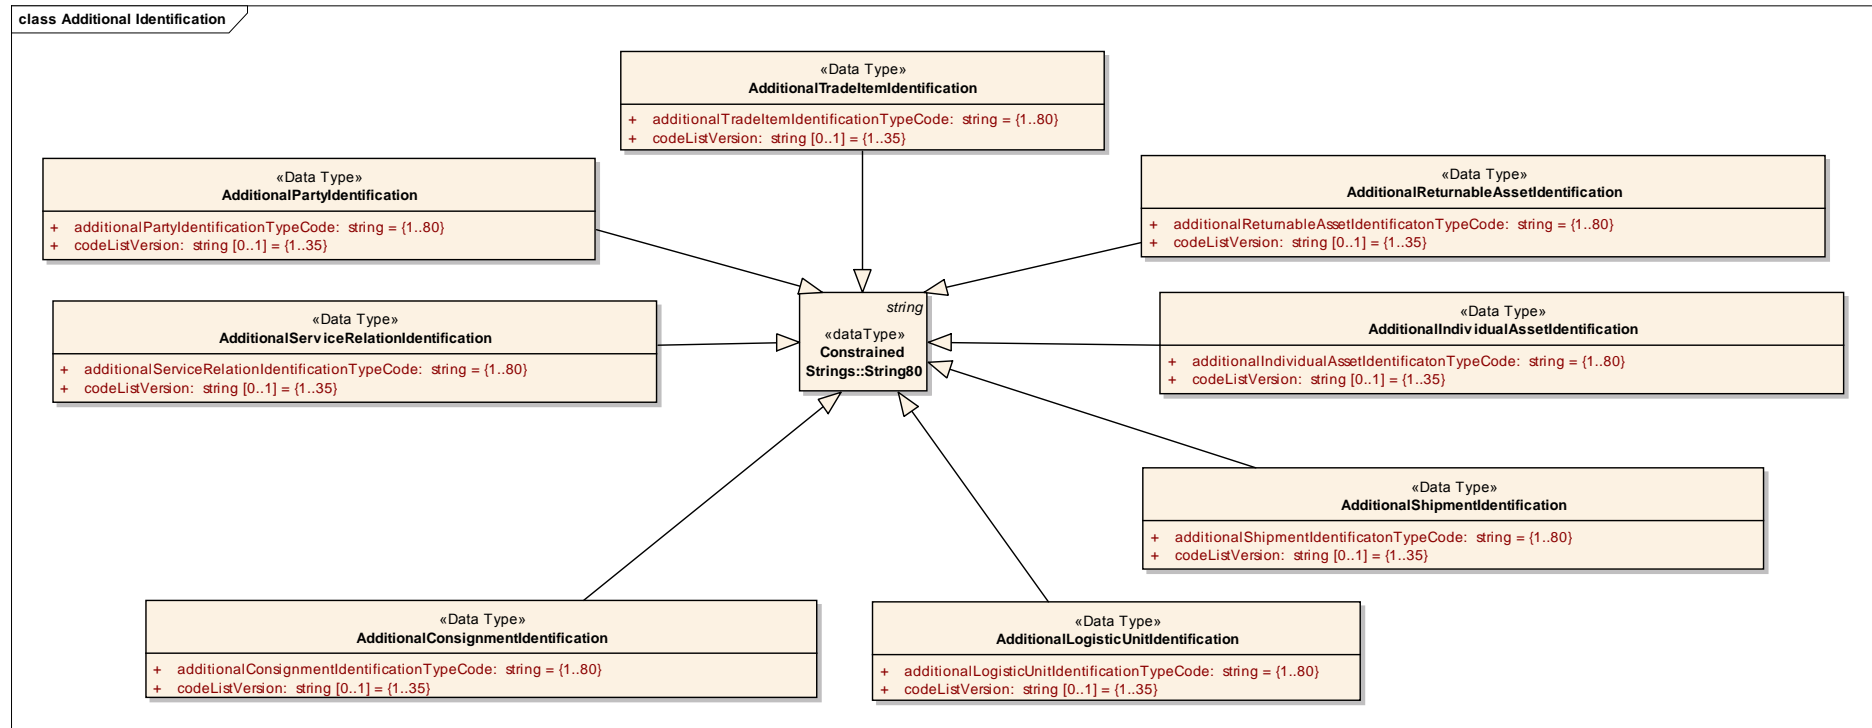 class Additional Identification
«Data Type»
AdditionalTradeItemIdentification
+ additionalTradeItemIdentificationTypeCode: string = {1..80}
+ codeListVersion: string [0..1] = {1..35}
«Data Type»
AdditionalPartyIdentification
+ additionalPartyIdentificationTypeCode: string = {1..80}
+ codeListVersion: string [0..1] = {1..35}
«Data Type»
AdditionalReturnableAssetIdentification
+ additionalReturnableAssetIdentificatonTypeCode: string = {1..80}
+ codeListVersion: string [0..1] = {1..35}
«Data Type»
AdditionalServiceRelationIdentification
+ additionalServiceRelationIdentificationTypeCode: string = {1..80}
+ codeListVersion: string [0..1] = {1..35}
string
«dataType»
Constrained
Strings::String80
«Data Type»
AdditionalIndividualAssetIdentification
+ additionalIndividualAssetIdentificatonTypeCode: string = {1..80}
+ codeListVersion: string [0..1] = {1..35}
«Data Type»
AdditionalShipmentIdentification
+ additionalShipmentIdentificatonTypeCode: string = {1..80}
+ codeListVersion: string [0..1] = {1..35}
«Data Type»
AdditionalConsignmentIdentification
+ additionalConsignmentIdentificationTypeCode: string = {1..80}
+ codeListVersion: string [0..1] = {1..35}
«Data Type»
AdditionalLogisticUnitIdentification
+ additionalLogisticUnitIdentificationTypeCode: string = {1..80}
+ codeListVersion: string [0..1] = {1..35}